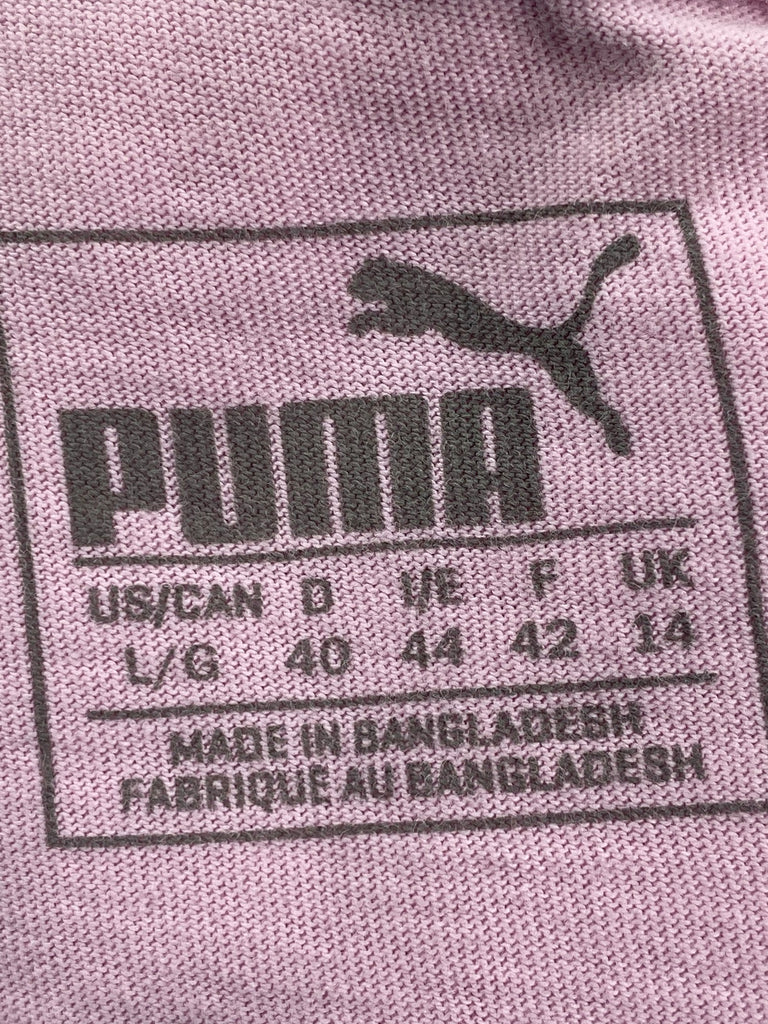 PUMA
US/CAN D I/E F UK
L/G 40 44 42 14
MADE IN BANGLADESH
FABRIQUE AU BANGLADESH